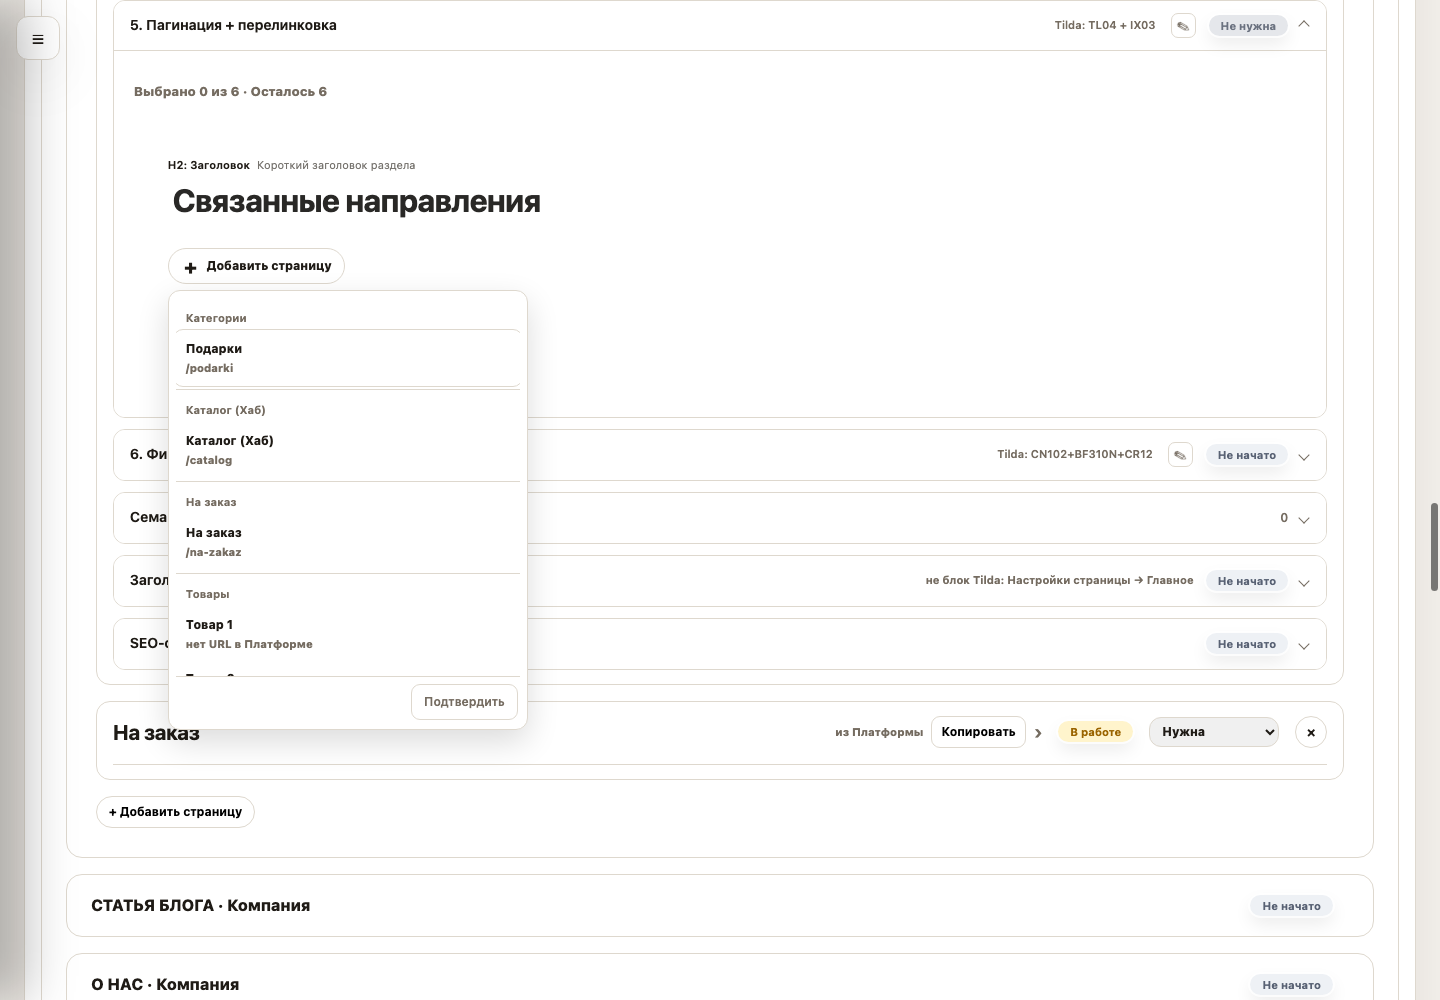 ☰
5. Пагинация + перелинковка
Tilda: TL04 + IX03
Не нужна
Выбрано 0 из 6 · Осталось 6
H2: Заголовок Короткий заголовок раздела
Связанные направления
+ Добавить страницу
Категории
Подарки
/podarki
Каталог (Хаб)
Каталог (Хаб)
/catalog
На заказ
На заказ
/na-zakaz
Товары
Товар 1
нет URL в Платформе
Подтвердить
6. Фи
Tilda: CN102+BF310N+CR12
Не начато
Сема
0
Загол
не блок Tilda: Настройки страницы → Главное
Не начато
SEO-
Не начато
На заказ
из Платформы
Копировать
В работе
Нужна
×
+ Добавить страницу
СТАТЬЯ БЛОГА · Компания
Не начато
О НАС · Компания
Не начато